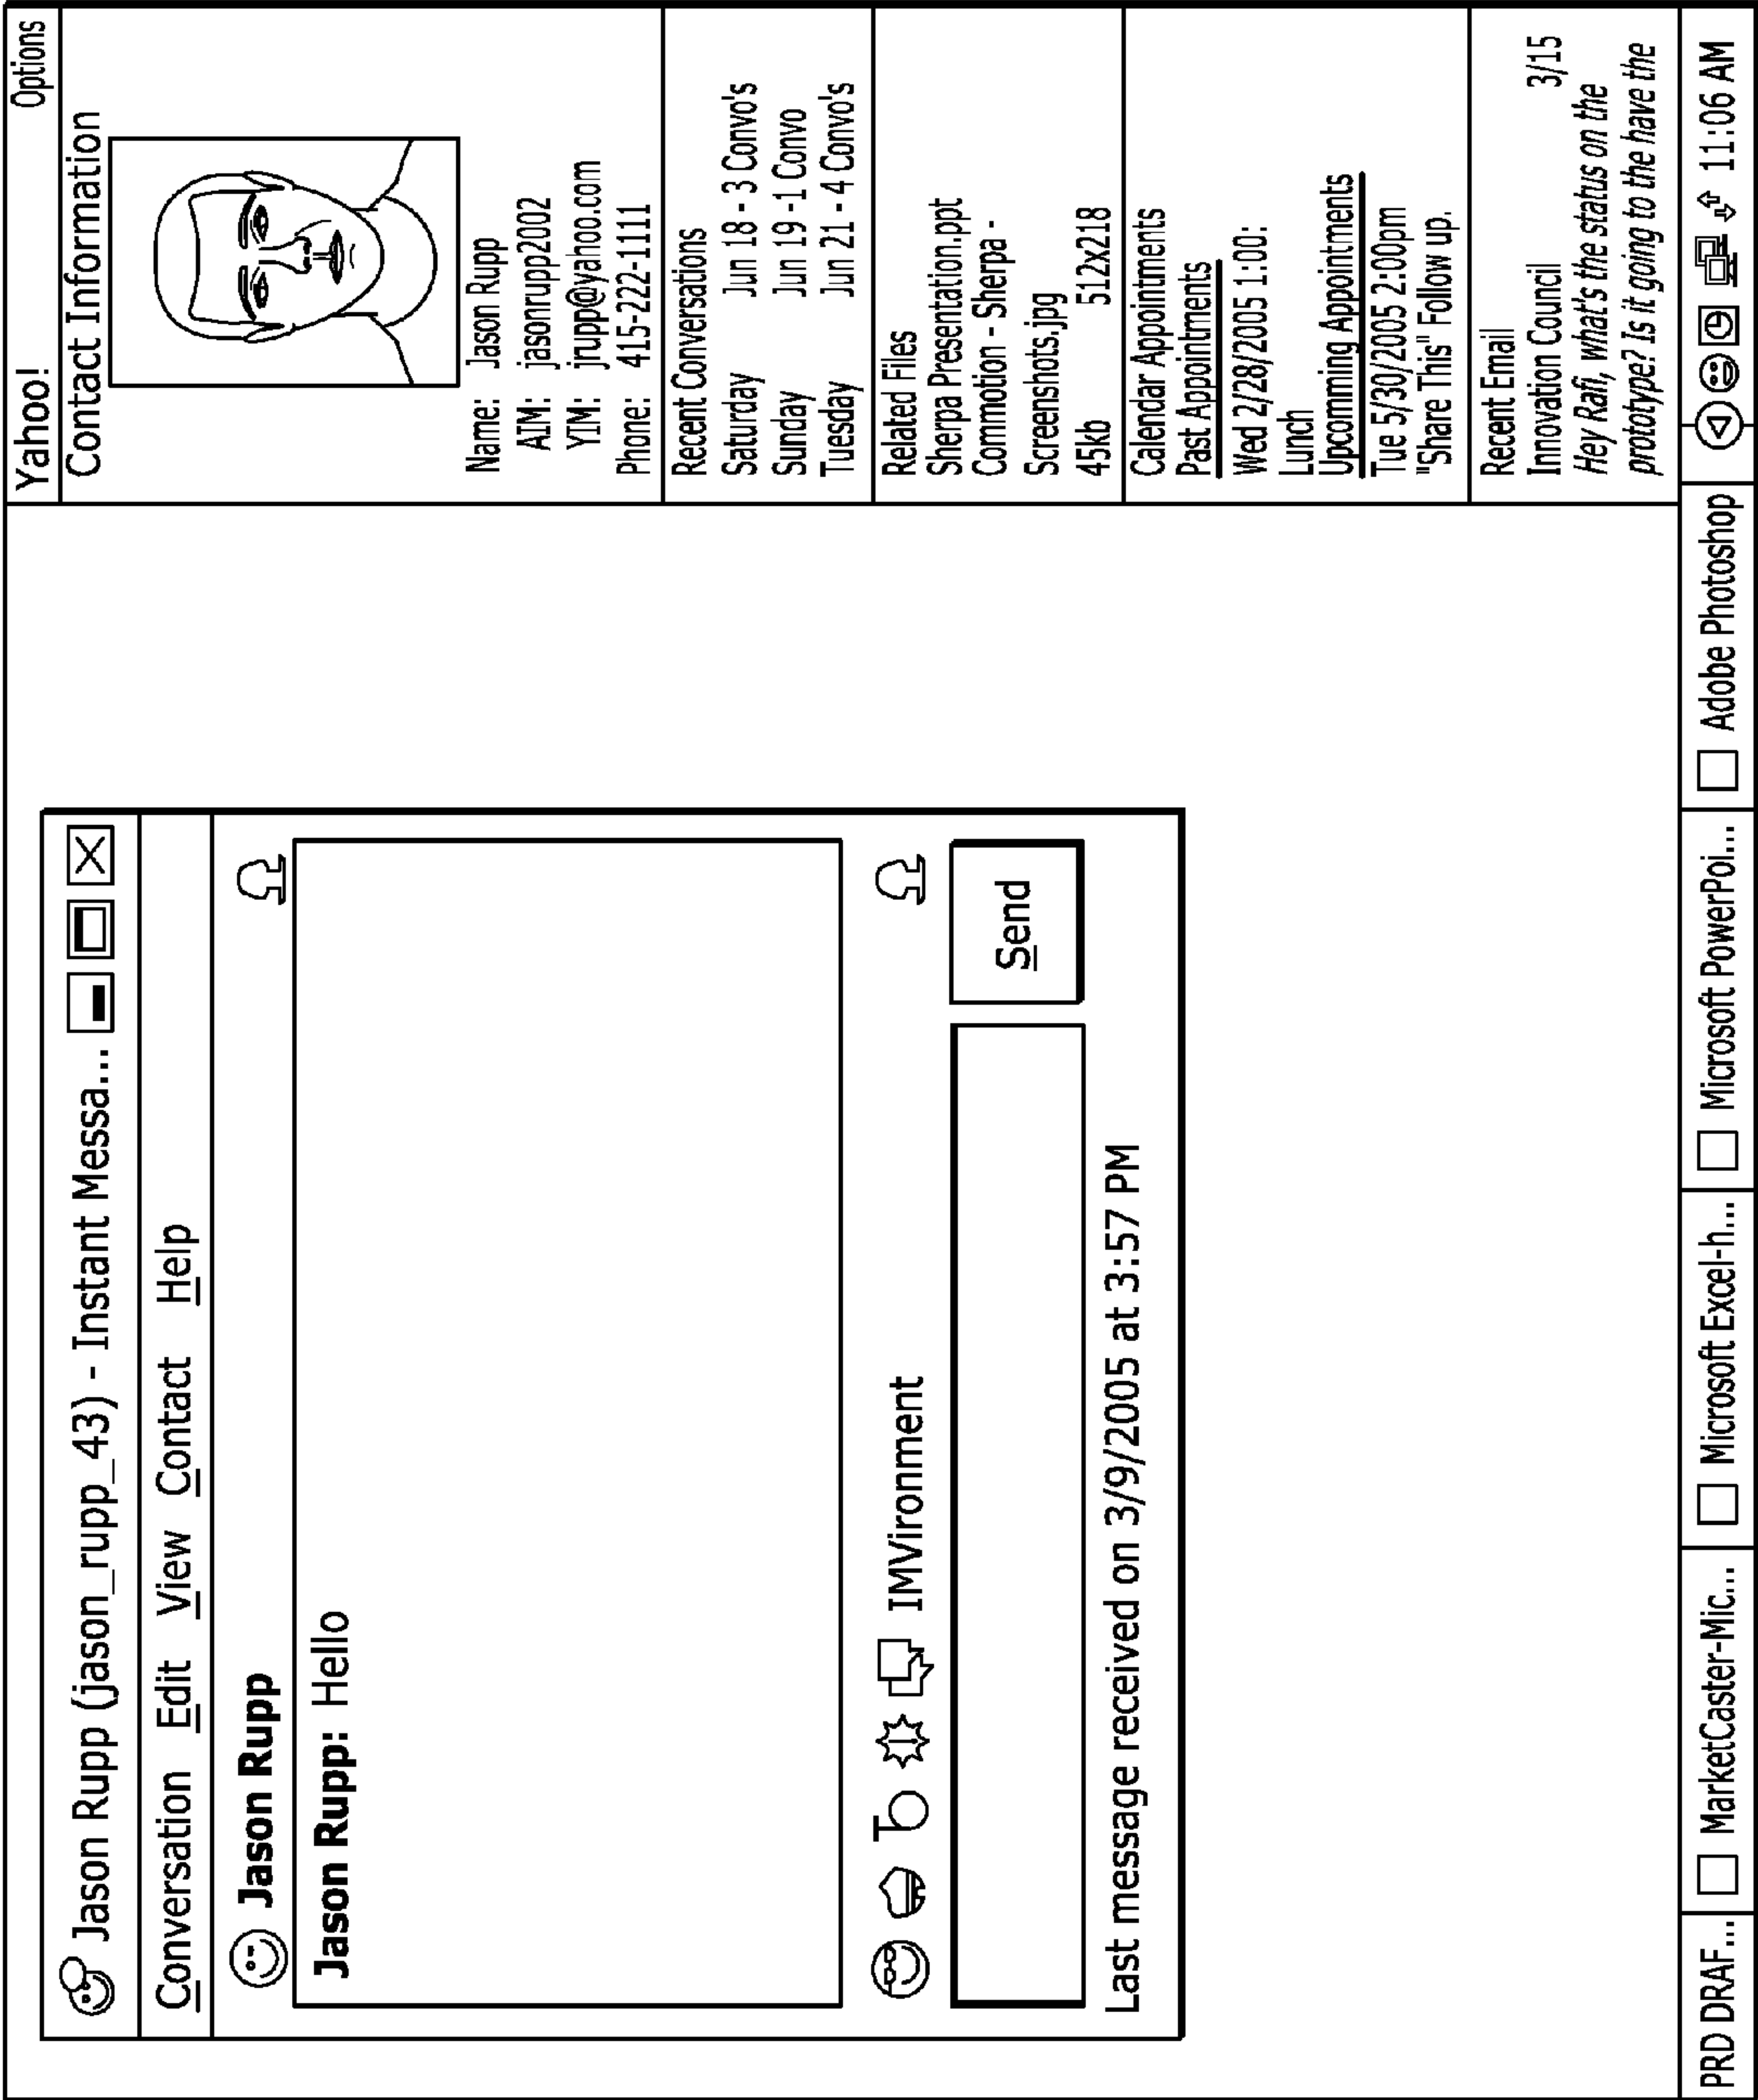 Jason Rupp (jason_rupp_43) - Instant Messa...
Conversation Edit View Contact Help
Jason Rupp
Jason Rupp: Hello
IMVironment
Send
Last message received on 3/9/2005 at 3:57 PM
Yahoo! Options
Contact Information
Name: Jason Rupp
AIM: jasonrupp2002
YIM: jrupp@yahoo.com
Phone: 415-222-1111
Recent Conversations
Saturday Jun 18 - 3 Convo's
Sunday Jun 19 -1 Convo
Tuesday Jun 21 - 4 Convo's
Related Files
Sherpa Presentation.ppt
Commotion - Sherpa -
Screenshots.jpg
45kb 512x218
Calendar Appointments
Past Appointments
Wed 2/28/2005 1:00:
Lunch
Upcomming Appointments
Tue 5/30/2005 2:00pm
"Share This" Follow up.
Recent Email
Innovation Council 3/15
Hey Rafi, what's the status on the
prototype? Is it going to the have the
PRD DRAF... MarketCaster-Mic... Microsoft Excel-h... Microsoft PowerPoi... Adobe Photoshop 11:06 AM